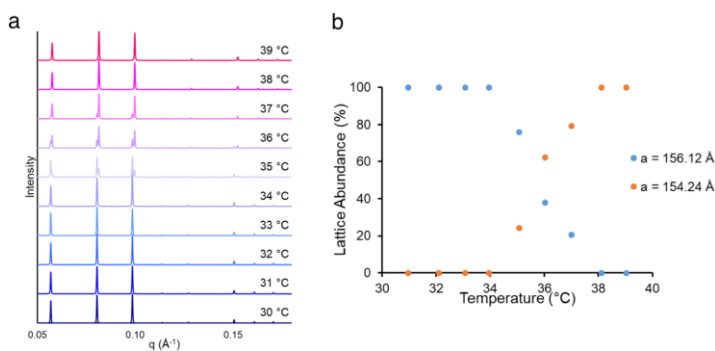 a
39 °C
38 °C
37 °C
36 °C
35 °C
34 °C
33 °C
32 °C
31 °C
30 °C
Intensity
0.05 0.10 0.15
q (Å⁻¹)
b
100
80
60
40
20
0
Lattice Abundance (%)
30 32 34 36 38 40
Temperature (°C)
a = 156.12 Å
a = 154.24 Å